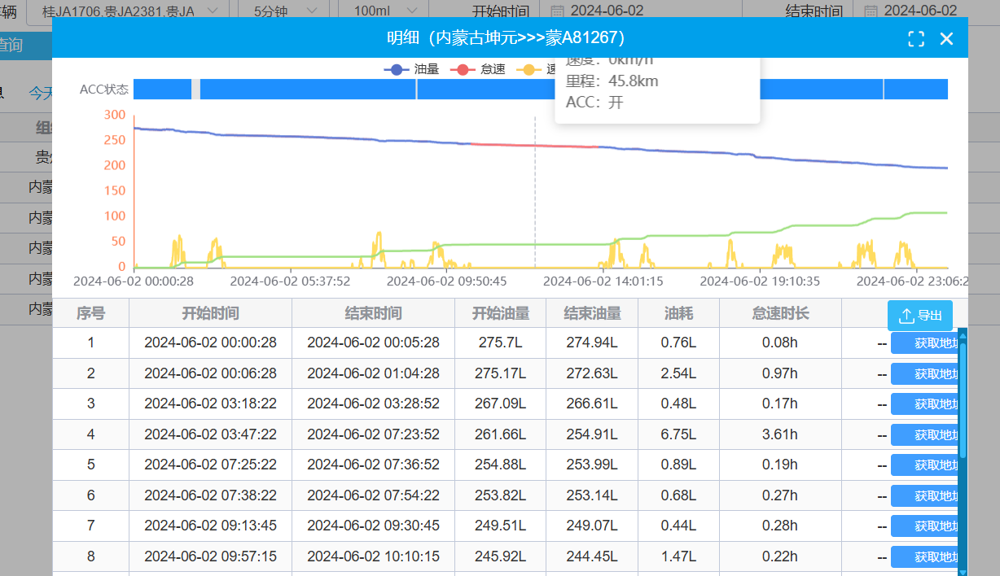 车辆 桂JA1706,贵JA2381,贵JA 5分钟 100ml 开始时间 2024-06-02 结束时间 2024-06-02
查询
明细（内蒙古坤元>>>蒙A81267）
油量 怠速 速
速度：0km/h
里程：45.8km
ACC：开
ACC状态
今天
300
250
200
150
100
50
0
2024-06-02 00:00:28 2024-06-02 05:37:52 2024-06-02 09:50:45 2024-06-02 14:01:15 2024-06-02 19:10:35 2024-06-02 23:06:2
组织
贵州
内蒙
内蒙
内蒙
内蒙
内蒙
序号 开始时间 结束时间 开始油量 结束油量 油耗 怠速时长 导出
1 2024-06-02 00:00:28 2024-06-02 00:05:28 275.7L 274.94L 0.76L 0.08h -- 获取地址
2 2024-06-02 00:06:28 2024-06-02 01:04:28 275.17L 272.63L 2.54L 0.97h -- 获取地址
3 2024-06-02 03:18:22 2024-06-02 03:28:52 267.09L 266.61L 0.48L 0.17h -- 获取地址
4 2024-06-02 03:47:22 2024-06-02 07:23:52 261.66L 254.91L 6.75L 3.61h -- 获取地址
5 2024-06-02 07:25:22 2024-06-02 07:36:52 254.88L 253.99L 0.89L 0.19h -- 获取地址
6 2024-06-02 07:38:22 2024-06-02 07:54:22 253.82L 253.14L 0.68L 0.27h -- 获取地址
7 2024-06-02 09:13:45 2024-06-02 09:30:45 249.51L 249.07L 0.44L 0.28h -- 获取地址
8 2024-06-02 09:57:15 2024-06-02 10:10:15 245.92L 244.45L 1.47L 0.22h -- 获取地址